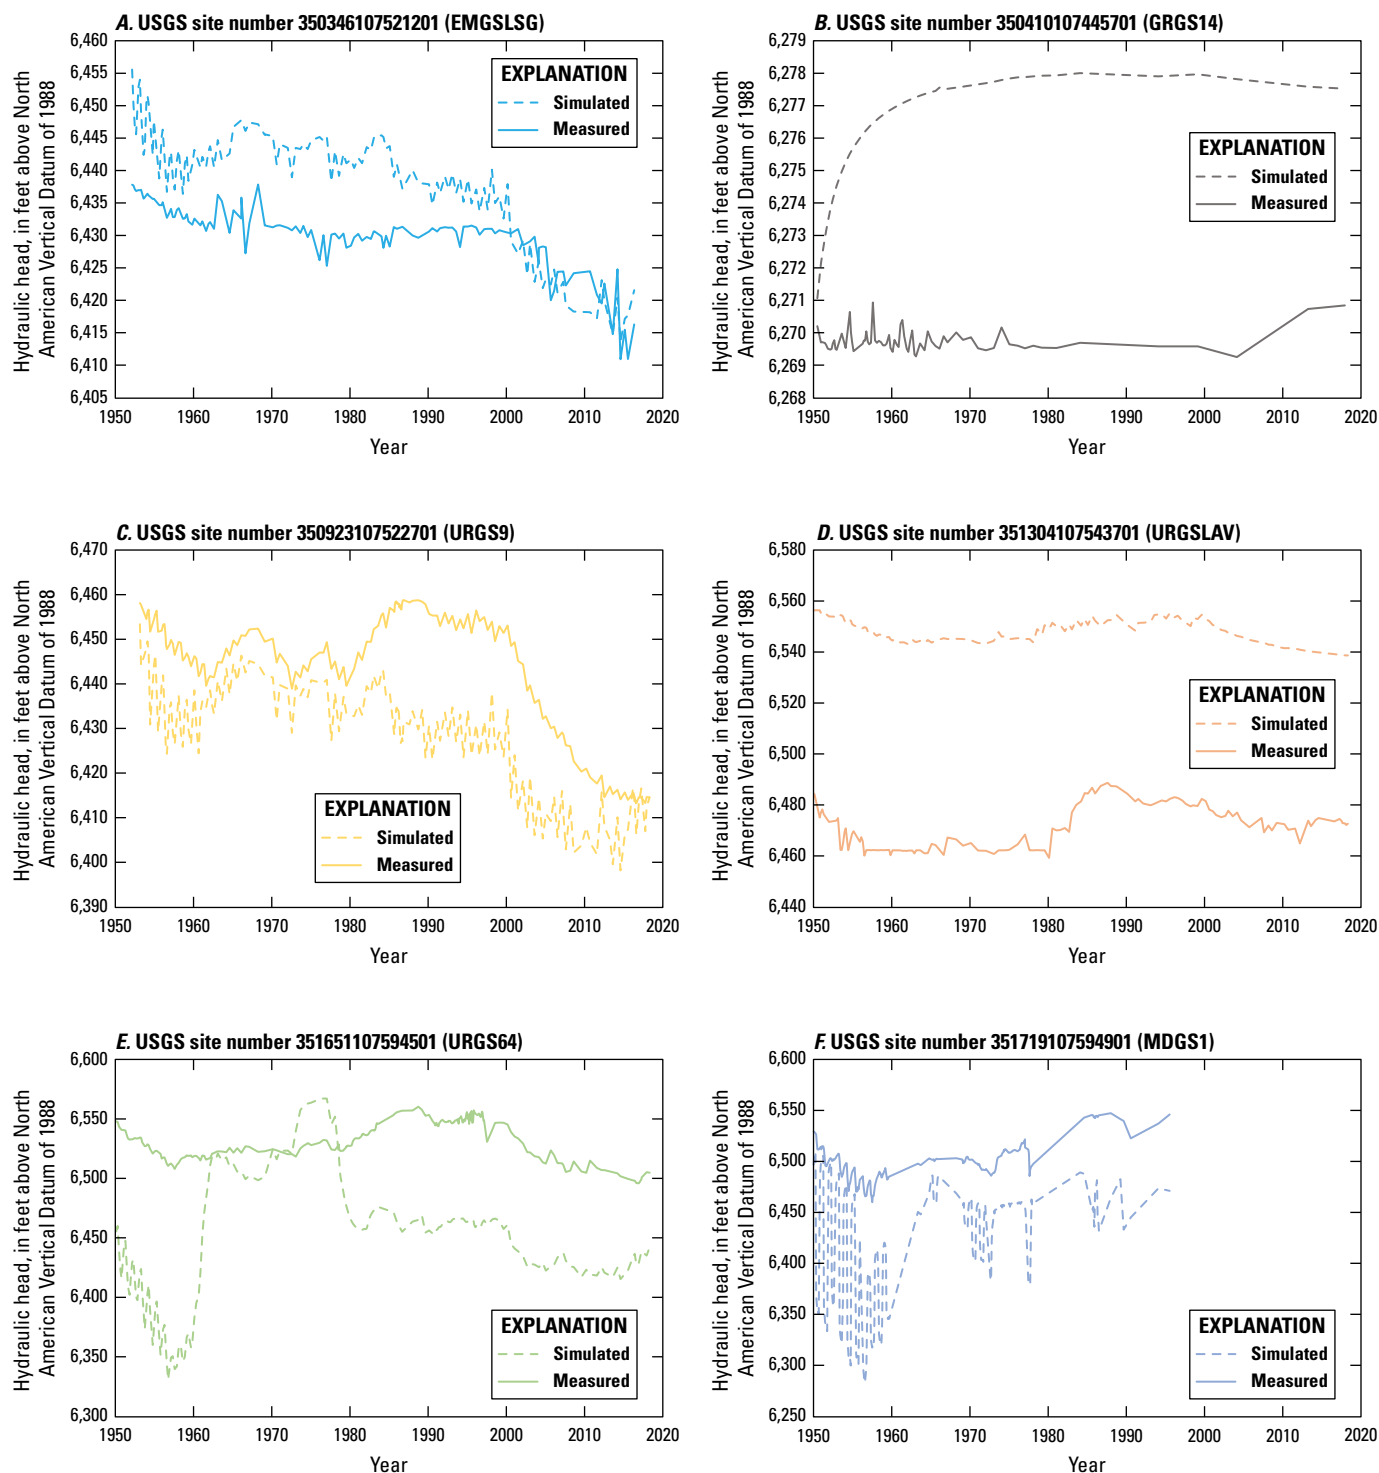 A. USGS site number 350346107521201 (EMGSLSG)
Hydraulic head, in feet above North
American Vertical Datum of 1988
6,460
6,455
6,450
6,445
6,440
6,435
6,430
6,425
6,420
6,415
6,410
6,405
EXPLANATION
Simulated
Measured
1950 1960 1970 1980 1990 2000 2010 2020
Year
B. USGS site number 350410107445701 (GRGS14)
Hydraulic head, in feet above North
American Vertical Datum of 1988
6,279
6,278
6,277
6,276
6,275
6,274
6,273
6,272
6,271
6,270
6,269
6,268
EXPLANATION
Simulated
Measured
1950 1960 1970 1980 1990 2000 2010 2020
Year
C. USGS site number 350923107522701 (URGS9)
Hydraulic head, in feet above North
American Vertical Datum of 1988
6,470
6,460
6,450
6,440
6,430
6,420
6,410
6,400
6,390
EXPLANATION
Simulated
Measured
1950 1960 1970 1980 1990 2000 2010 2020
Year
D. USGS site number 351304107543701 (URGSLAV)
Hydraulic head, in feet above North
American Vertical Datum of 1988
6,580
6,560
6,540
6,520
6,500
6,480
6,460
6,440
EXPLANATION
Simulated
Measured
1950 1960 1970 1980 1990 2000 2010 2020
Year
E. USGS site number 351651107594501 (URGS64)
Hydraulic head, in feet above North
American Vertical Datum of 1988
6,600
6,550
6,500
6,450
6,400
6,350
6,300
EXPLANATION
Simulated
Measured
1950 1960 1970 1980 1990 2000 2010 2020
Year
F. USGS site number 351719107594901 (MDGS1)
Hydraulic head, in feet above North
American Vertical Datum of 1988
6,600
6,550
6,500
6,450
6,400
6,350
6,300
6,250
EXPLANATION
Simulated
Measured
1950 1960 1970 1980 1990 2000 2010 2020
Year